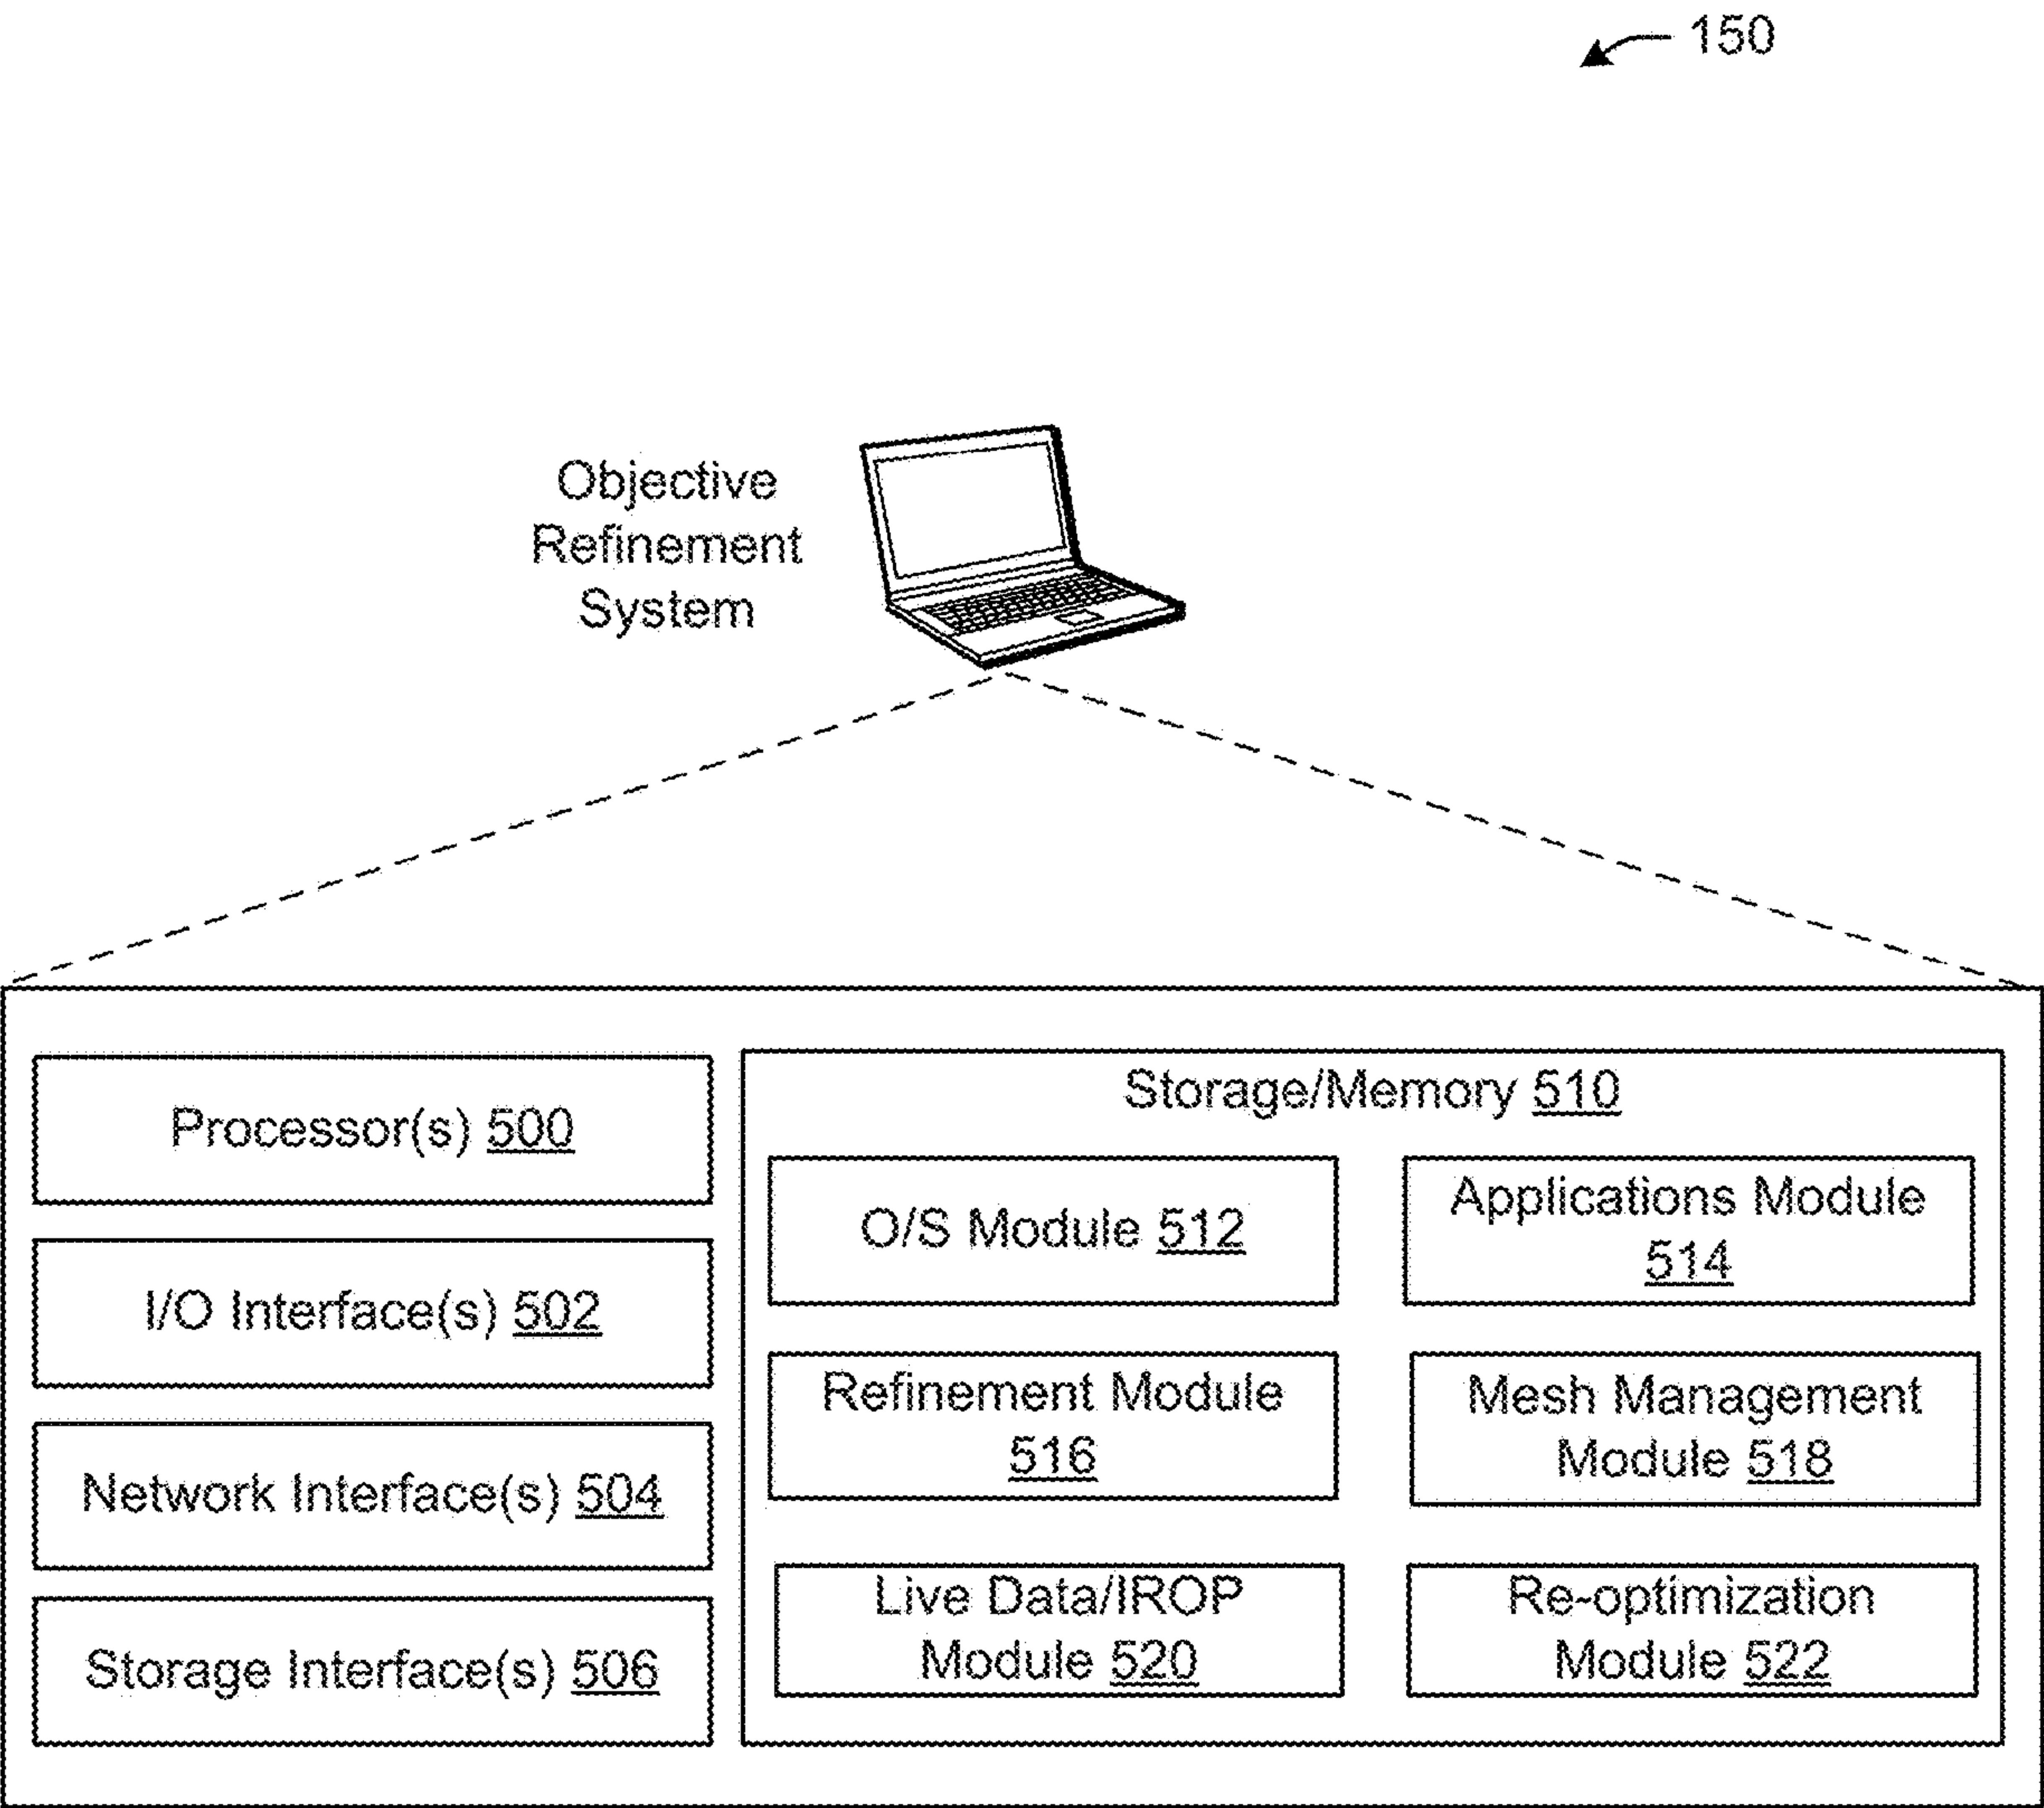 150
Objective
Refinement
System
Processor(s) 500
I/O Interface(s) 502
Network Interface(s) 504
Storage Interface(s) 506
Storage/Memory 510
O/S Module 512
Applications Module
514
Refinement Module
516
Mesh Management
Module 518
Live Data/IROP
Module 520
Re-optimization
Module 522